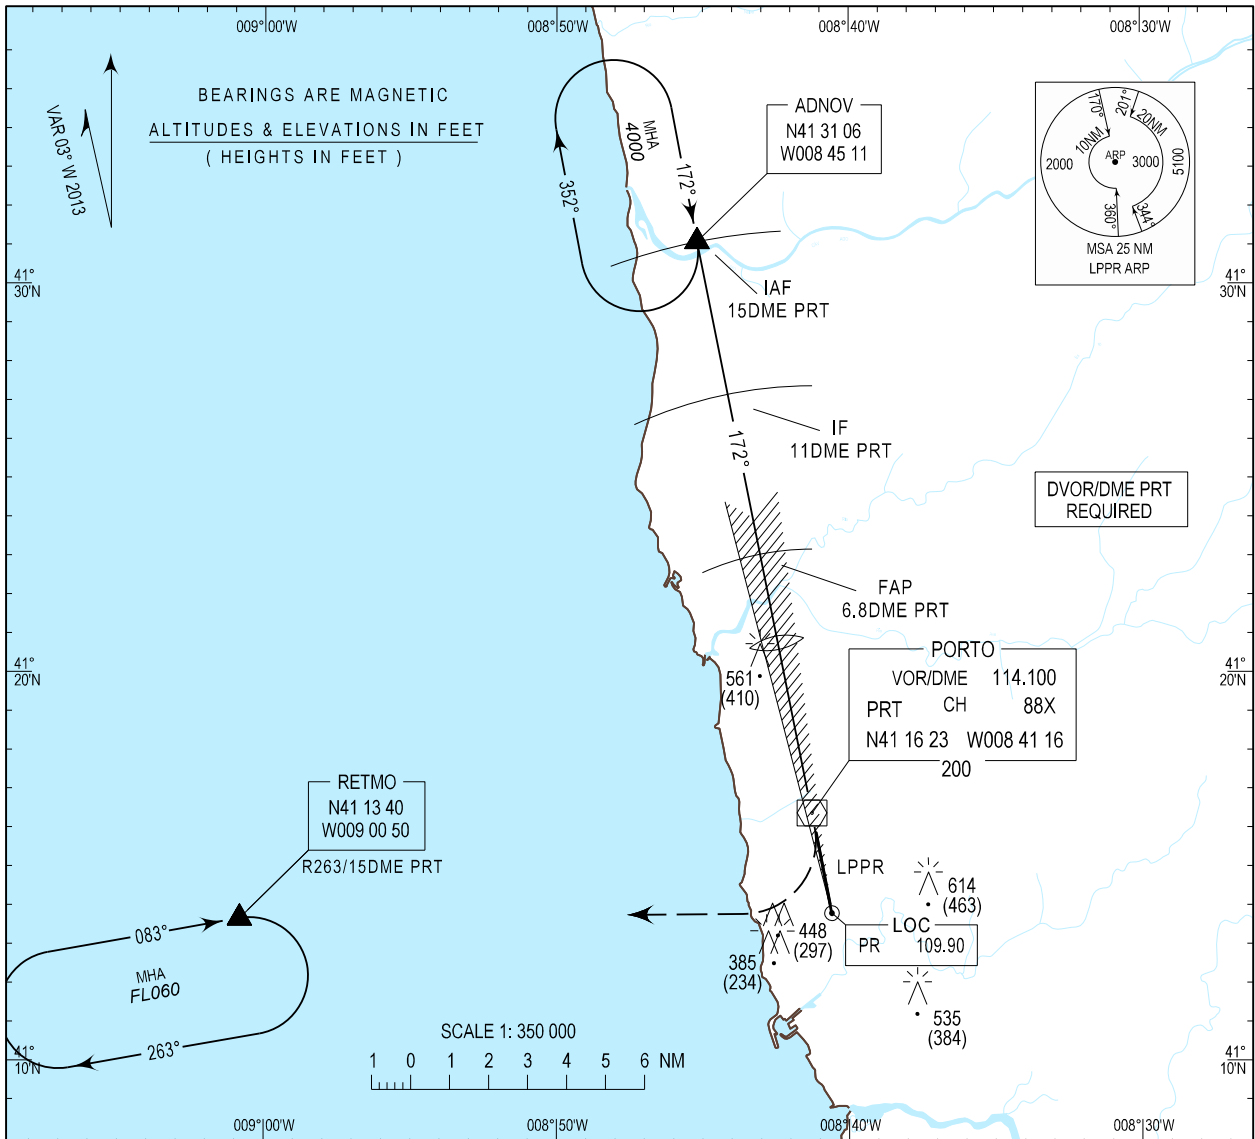 009°00'W
008°50'W
008°40'W
008°30'W
VAR 03° W 2013
BEARINGS ARE MAGNETIC
ALTITUDES & ELEVATIONS IN FEET
( HEIGHTS IN FEET )
MHA
4000
352°
172°
ADNOV
N41 31 06
W008 45 11
170°
201°
10NM
20NM
ARP
2000
3000
5100
360°
344°
MSA 25 NM
LPPR ARP
41°
30'N
41°
30'N
IAF
15DME PRT
IF
11DME PRT
172°
DVOR/DME PRT
REQUIRED
FAP
6.8DME PRT
41°
20'N
41°
20'N
561
(410)
PORTO
VOR/DME 114.100
PRT CH 88X
N41 16 23 W008 41 16
200
RETMO
N41 13 40
W009 00 50
R263/15DME PRT
LPPR
614
(463)
LOC
PR 109.90
448
(297)
385
(234)
535
(384)
083°
MHA
FL060
263°
SCALE 1: 350 000
1 0 1 2 3 4 5 6 NM
41°
10'N
41°
10'N
009°00'W
008°50'W
008°40'W
008°30'W